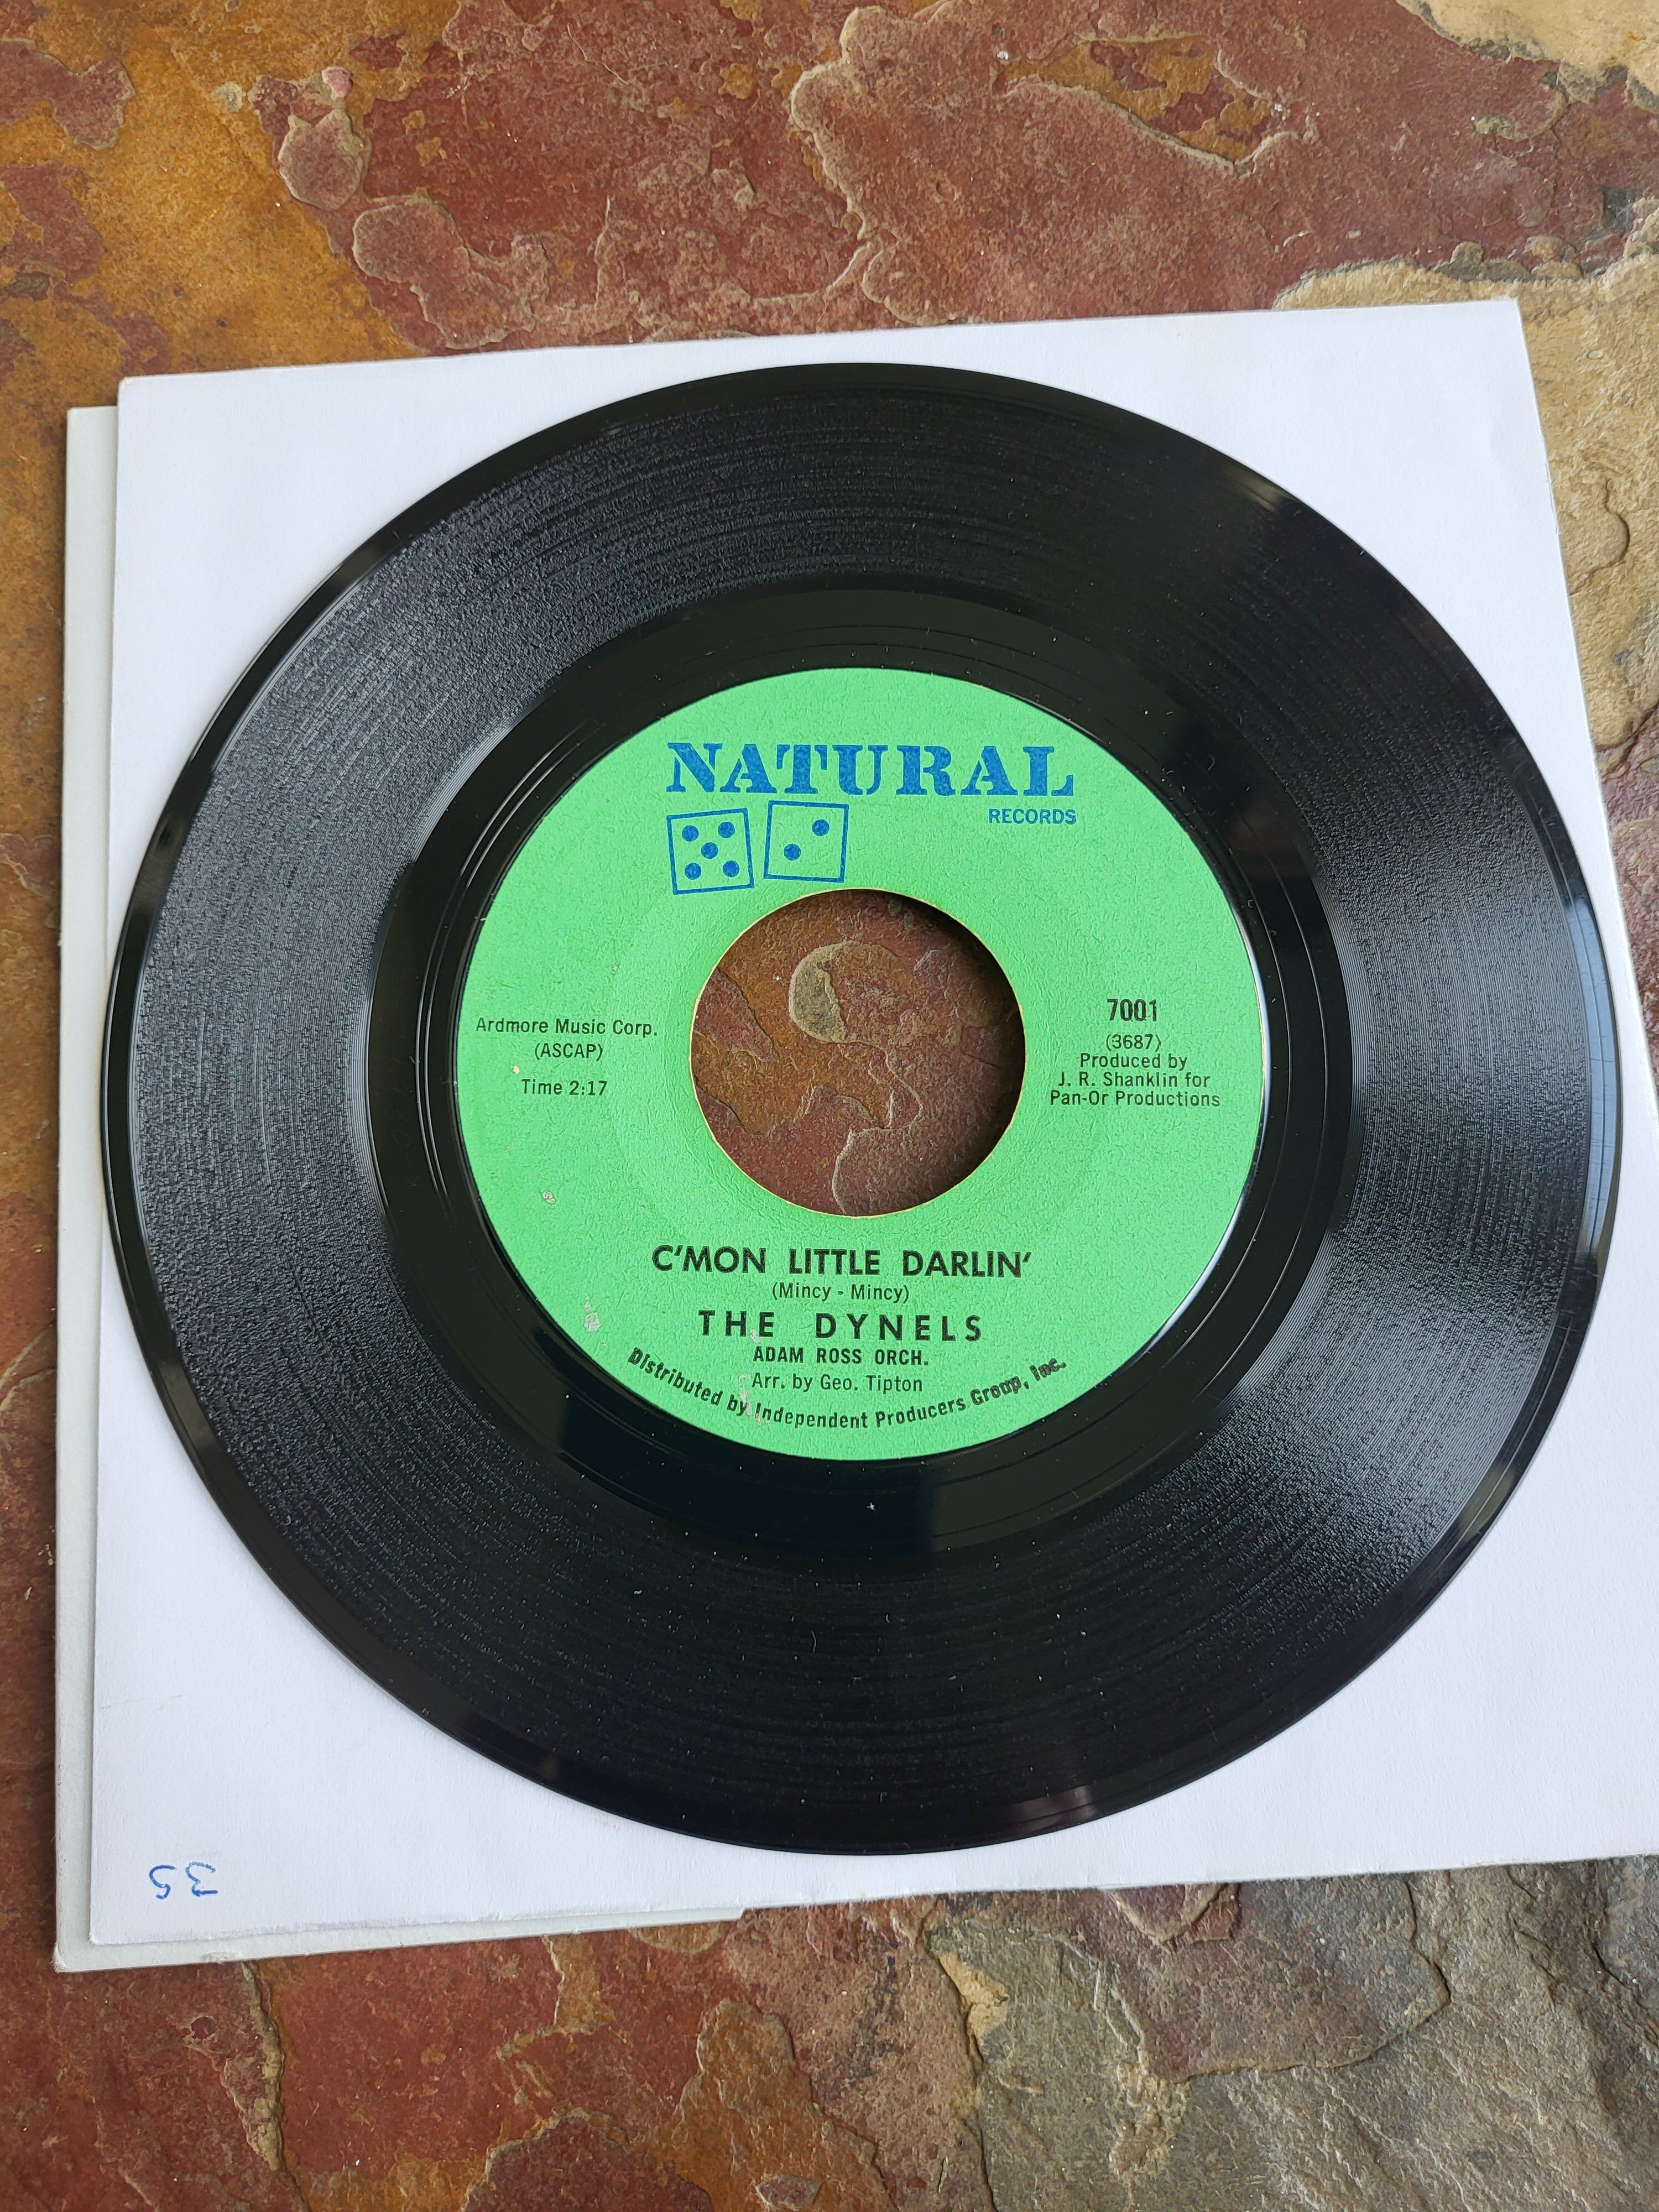 NATURAL
RECORDS
Ardmore Music Corp.
(ASCAP)
Time 2:17
7001
(3687)
Produced by
J. R. Shanklin for
Pan-Or Productions
C'MON LITTLE DARLIN'
(Mincy - Mincy)
THE DYNELS
ADAM ROSS ORCH.
Arr. by Geo. Tipton
Distributed by Independent Producers Group, Inc.
35